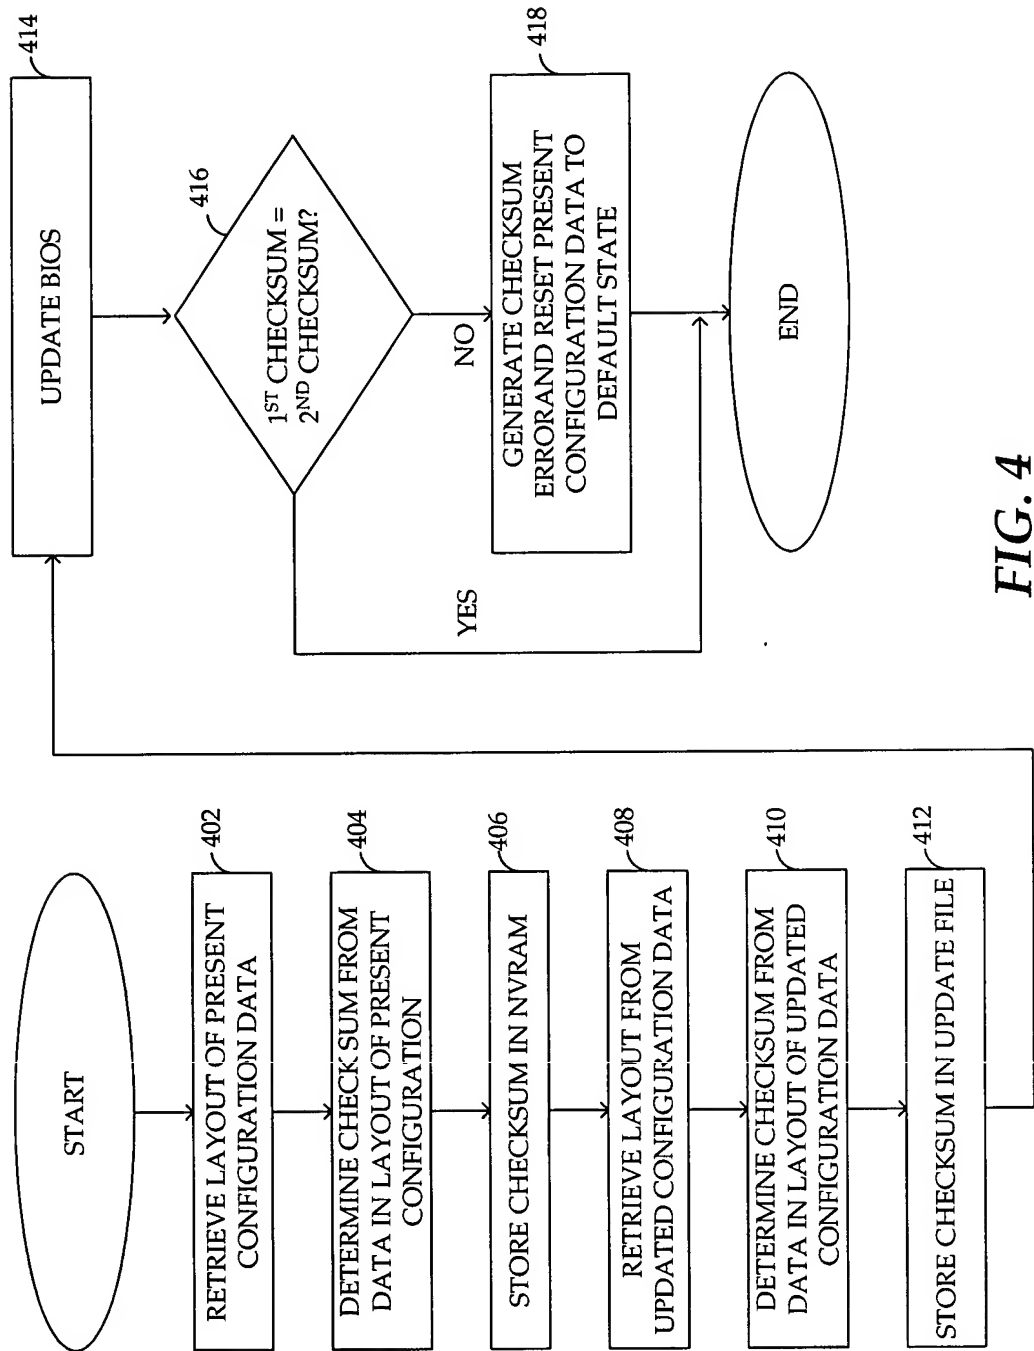 START
RETRIEVE LAYOUT OF PRESENT
CONFIGURATION DATA
402
DETERMINE CHECK SUM FROM
DATA IN LAYOUT OF PRESENT
CONFIGURATION
404
STORE CHECKSUM IN NVRAM
406
RETRIEVE LAYOUT FROM
UPDATED CONFIGURATION DATA
408
DETERMINE CHECKSUM FROM
DATA IN LAYOUT OF UPDATED
CONFIGURATION DATA
410
STORE CHECKSUM IN UPDATE FILE
412
UPDATE BIOS
414
1ST CHECKSUM =
2ND CHECKSUM?
416
YES
NO
GENERATE CHECKSUM
ERRORAND RESET PRESENT
CONFIGURATION DATA TO
DEFAULT STATE
418
END
FIG. 4